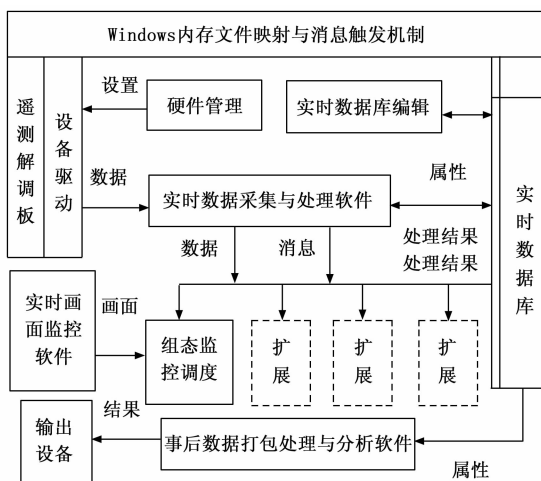 Windows内存文件映射与消息触发机制
遥测解调板
设备驱动
设置
硬件管理
实时数据库编辑
数据
实时数据采集与处理软件
属性
实时数据库
数据
消息
处理结果
处理结果
实时画
面监控
软件
画面
组态监
控调度
扩展
扩展
扩展
结果
输出
设备
事后数据打包处理与分析软件
属性